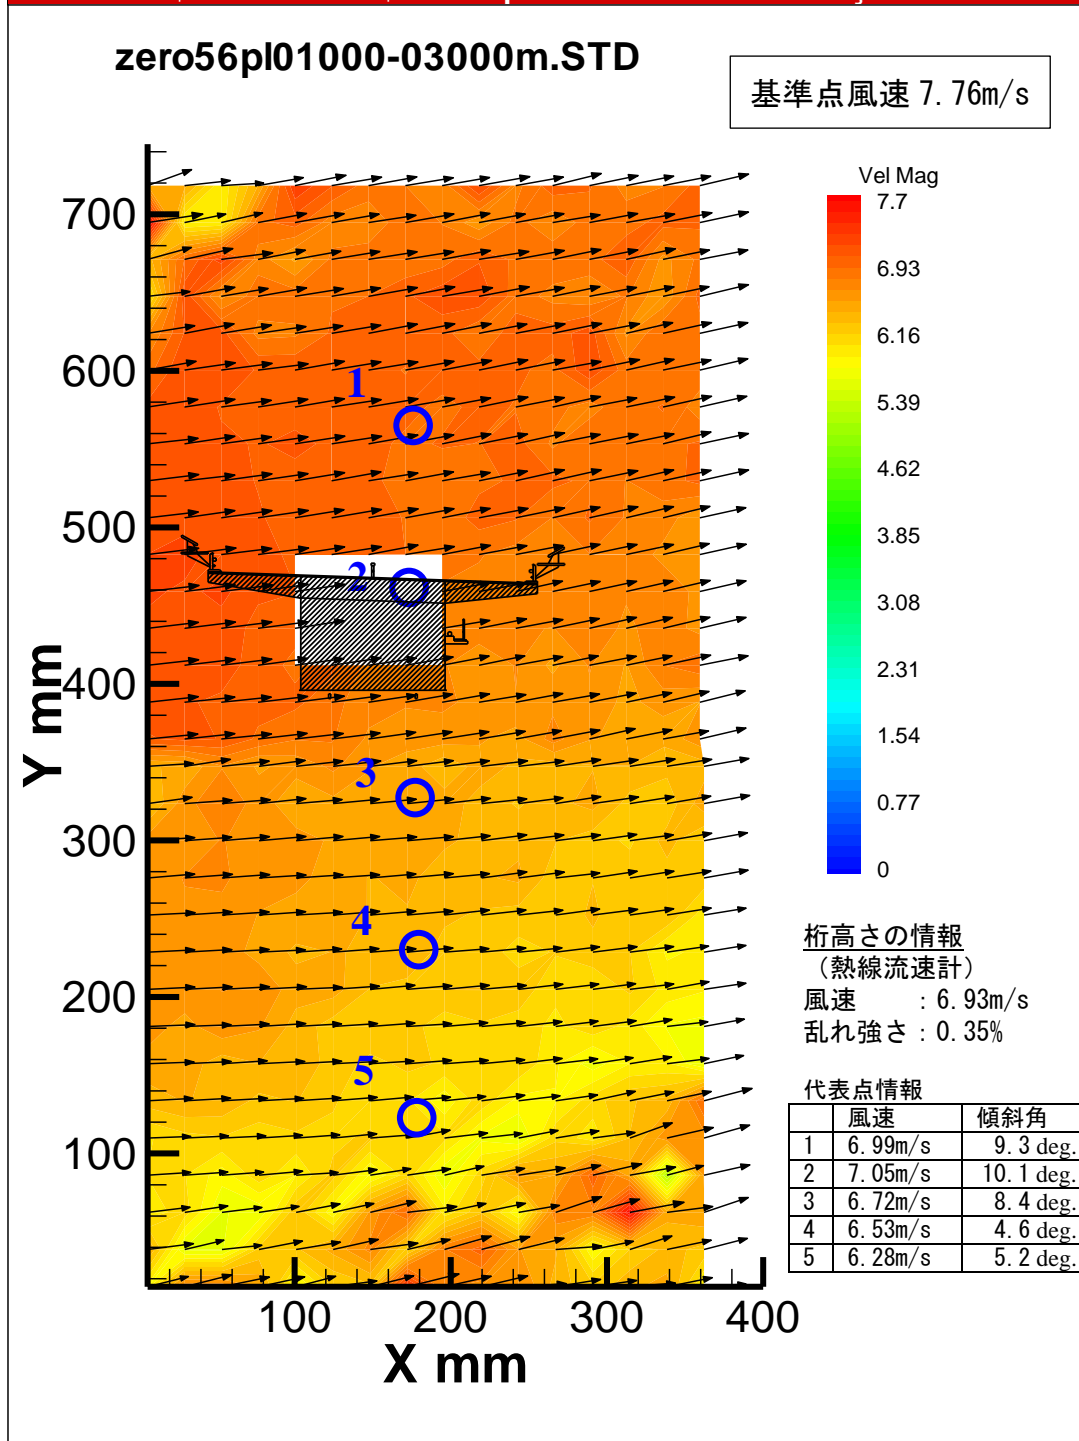 zero56pl01000-03000m.STD
基準点風速 7.76m/s
Vel Mag
7.7
6.93
6.16
5.39
4.62
3.85
3.08
2.31
1.54
0.77
0
700
600
500
400
300
200
100
Y mm
1
2
3
4
5
100 200 300 400
X mm
桁高さの情報
（熱線流速計）
風速 : 6.93m/s
乱れ強さ : 0.35%
代表点情報
風速 傾斜角
1 6.99m/s 9.3 deg.
2 7.05m/s 10.1 deg.
3 6.72m/s 8.4 deg.
4 6.53m/s 4.6 deg.
5 6.28m/s 5.2 deg.